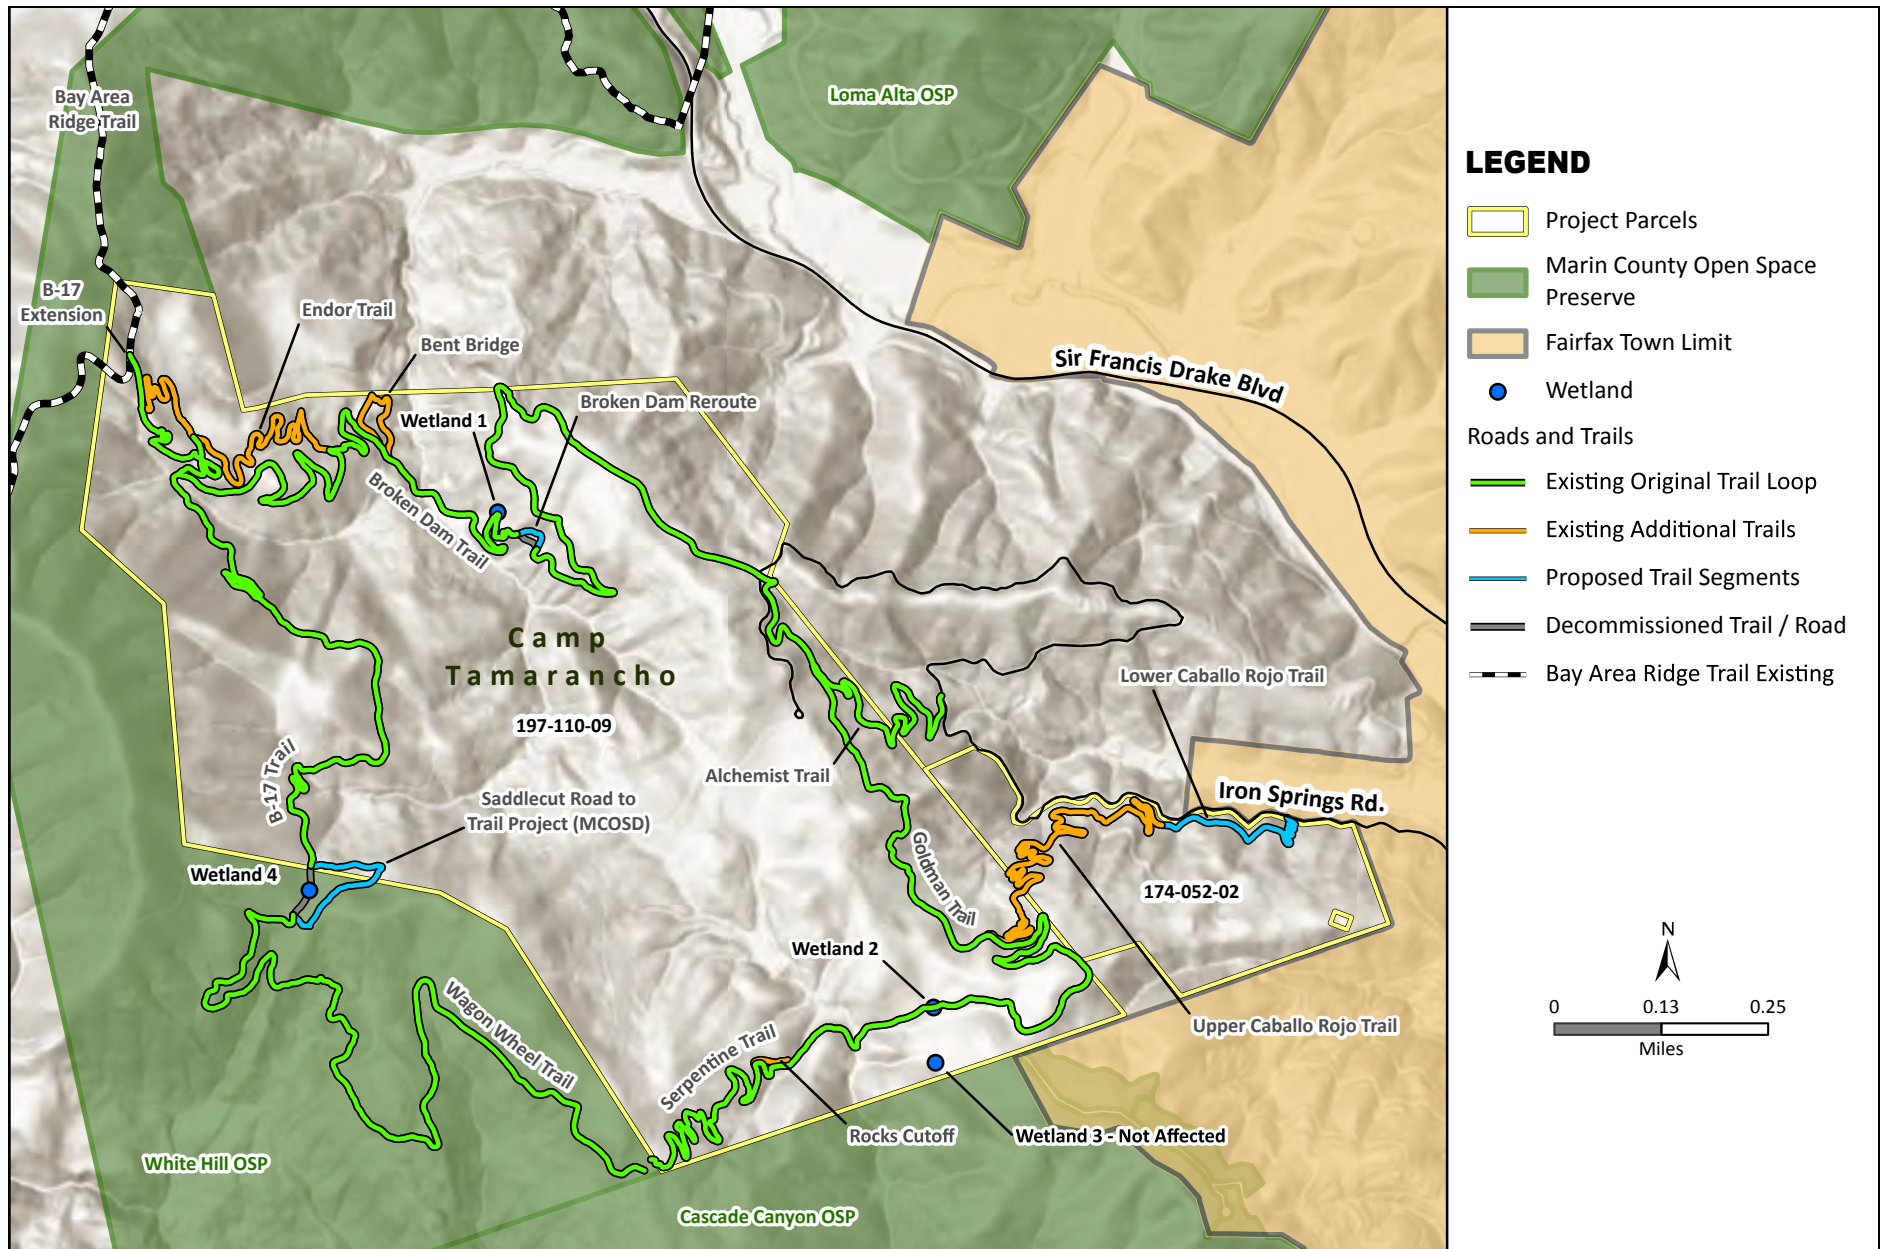 Bay Area
Ridge Trail
Loma Alta OSP
B-17
Extension
Endor Trail
Bent Bridge
Sir Francis Drake Blvd
Broken Dam Reroute
Wetland 1
Broken Dam Trail
Camp
Tamarancho
197-110-09
Lower Caballo Rojo Trail
B-17 Trail
Alchemist Trail
Saddlecut Road to
Trail Project (MCOSD)
Iron Springs Rd.
Goldman Trail
Wetland 4
174-052-02
Wetland 2
Wagon Wheel Trail
Serpentine Trail
Upper Caballo Rojo Trail
Rocks Cutoff
Wetland 3 - Not Affected
White Hill OSP
Cascade Canyon OSP
LEGEND
Project Parcels
Marin County Open Space
Preserve
Fairfax Town Limit
Wetland
Roads and Trails
Existing Original Trail Loop
Existing Additional Trails
Proposed Trail Segments
Decommissioned Trail / Road
Bay Area Ridge Trail Existing
N
0 0.13 0.25
Miles